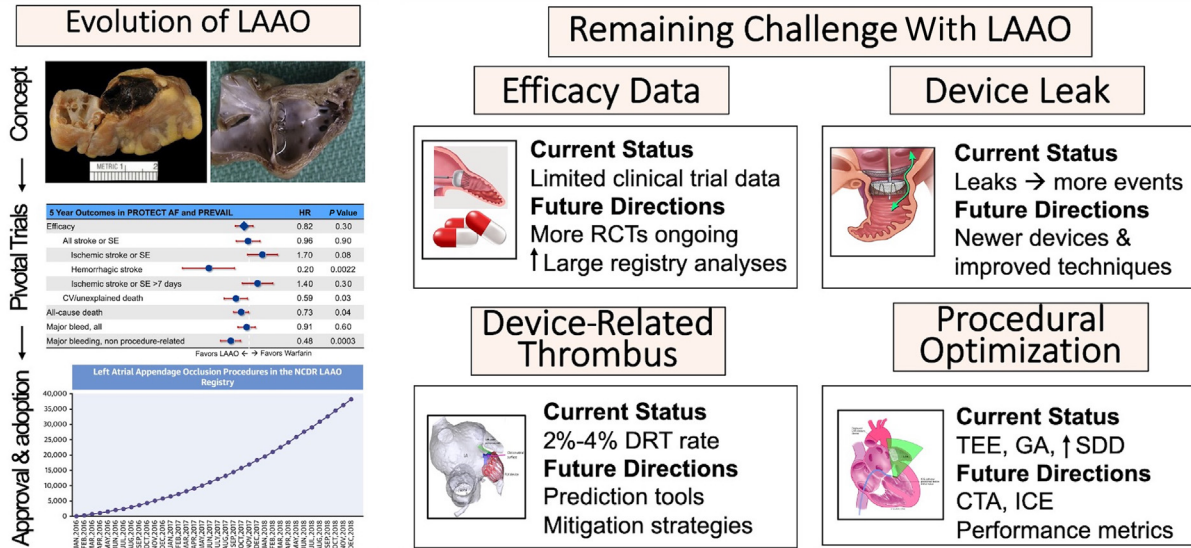 Evolution of LAAO
Concept
Pivotal Trials
Approval & adoption
METRIC 1 2
5 Year Outcomes in PROTECT AF and PREVAIL HR P Value
Efficacy 0.82 0.30
All stroke or SE 0.96 0.90
Ischemic stroke or SE 1.70 0.08
Hemorrhagic stroke 0.20 0.0022
Ischemic stroke or SE >7 days 1.40 0.30
CV/unexplained death 0.59 0.03
All-cause death 0.73 0.04
Major bleed, all 0.91 0.60
Major bleeding, non procedure-related 0.48 0.0003
Favors LAAO ← → Favors Warfarin
Left Atrial Appendage Occlusion Procedures in the NCDR LAAO
Registry
40,000
35,000
30,000
25,000
20,000
15,000
10,000
5,000
0
Remaining Challenge With LAAO
Efficacy Data
Current Status
Limited clinical trial data
Future Directions
More RCTs ongoing
↑ Large registry analyses
Device Leak
Current Status
Leaks → more events
Future Directions
Newer devices &
improved techniques
Device-Related
Thrombus
Current Status
2%-4% DRT rate
Future Directions
Prediction tools
Mitigation strategies
Procedural
Optimization
Current Status
TEE, GA, ↑ SDD
Future Directions
CTA, ICE
Performance metrics